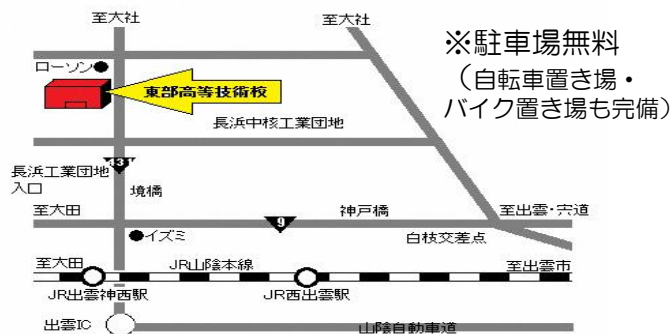 至大社
至大社
※駐車場無料
(自転車置き場・
バイク置き場も完備)
ローソン
東部高等技術校
長浜中核工業団地
長浜工業団地
入口
境橋
至大田
9
神戸橋
至出雲・宍道
イズミ
白枝交差点
至大田
JR山陰本線
至出雲市
JR出雲神西駅
JR西出雲駅
出雲IC
山陰自動車道